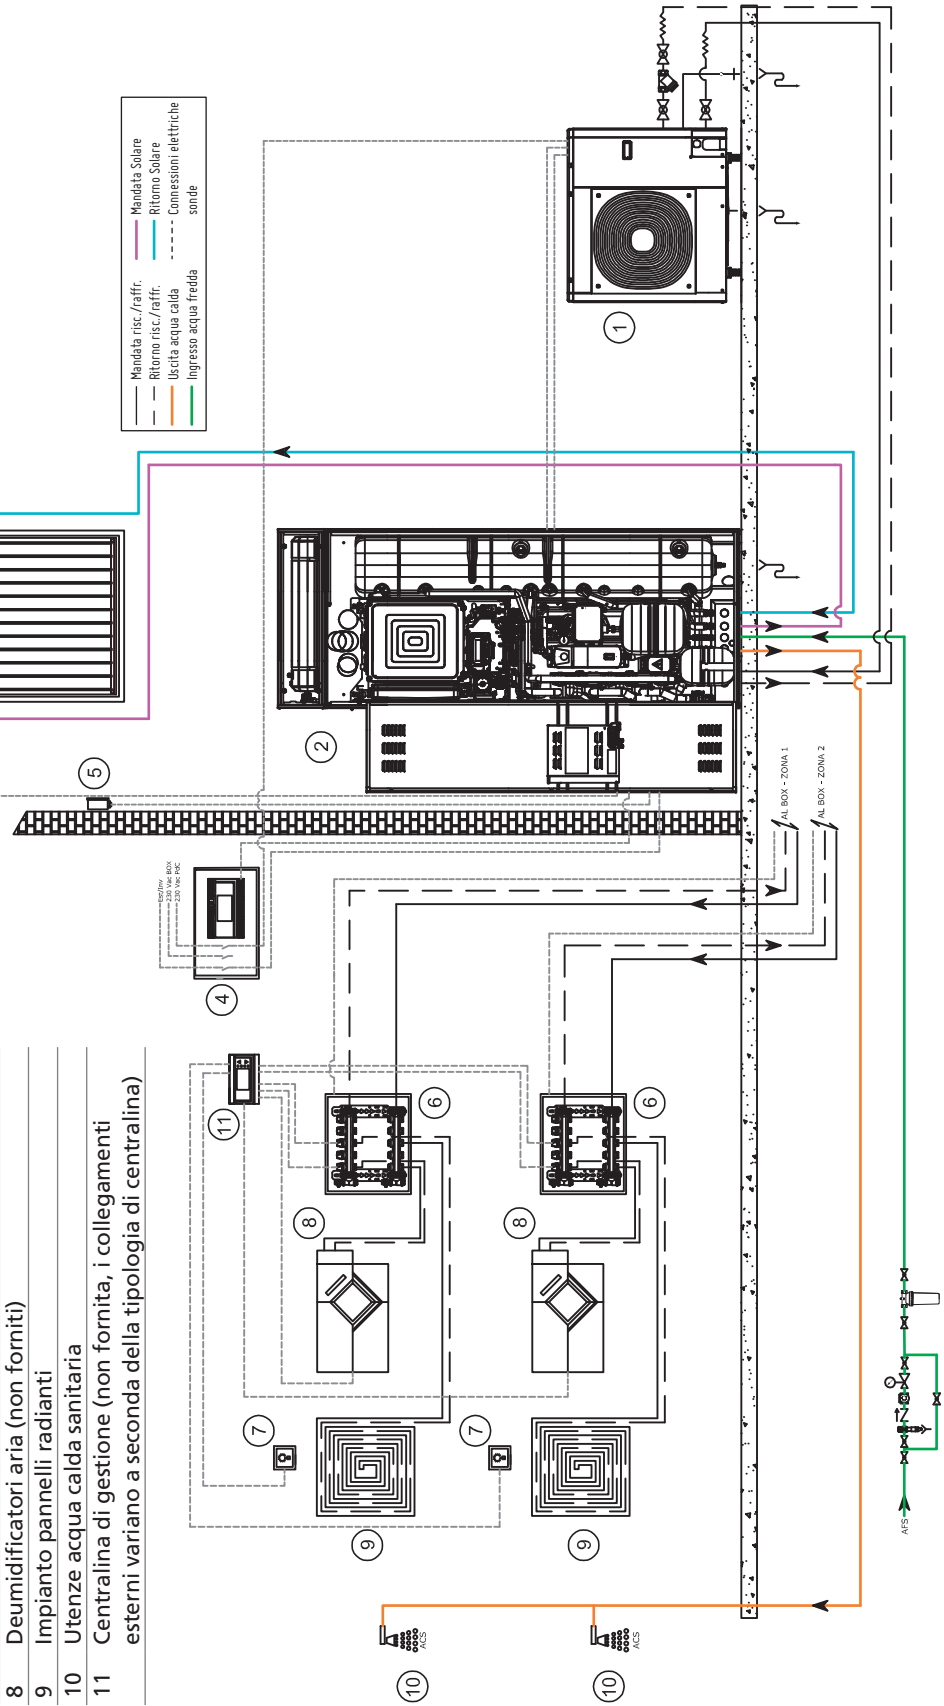 8 Deumidificatori aria (non forniti)
9 Impianto pannelli radianti
10 Utenze acqua calda sanitaria
11 Centralina di gestione (non fornita, i collegamenti
esterni variano a seconda della tipologia di centralina)
Mandata risc./raffr.
Ritorno risc./raffr.
Uscita acqua calda
Ingresso acqua fredda
Mandata Solare
Ritorno Solare
Connessioni elettriche
sonde
1
2
5
4
Est/Inv
230 Vac BOX
230 Vac PdC
AL BOX - ZONA 1
AL BOX - ZONA 2
11
6
6
8
8
7
7
9
9
10
10
ACS
ACS
AFS